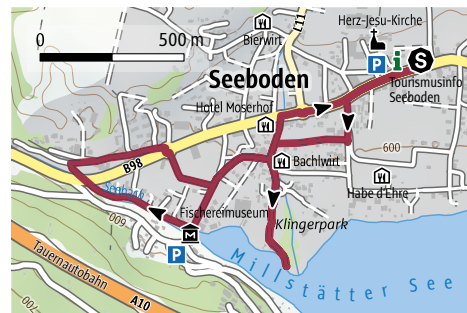 0 500 m
L11
Herz-Jesu-Kirche
Bierwirt
P i S
Seeboden
Tourismusinfo
Seeboden
Hotel Moserhof
600
B98
Bachlwirt
Seebach
Habe d'Ehre
600
Fischereimuseum
Klingerpark
P
Tauernautobahn
Millstätter See
A10
700